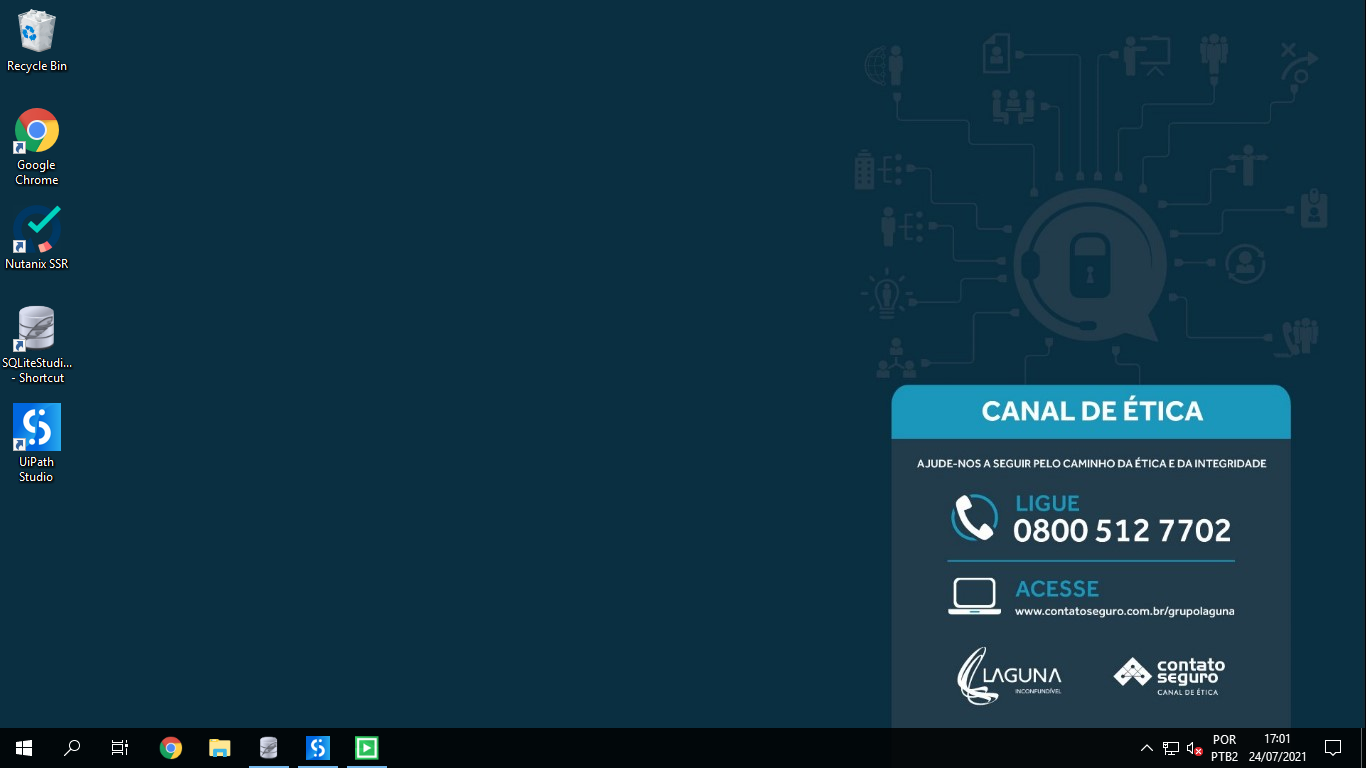 Recycle Bin
Google
Chrome
Nutanix SSR
SQLiteStudi...
- Shortcut
UiPath
Studio
CANAL DE ÉTICA
AJUDE-NOS A SEGUIR PELO CAMINHO DA ÉTICA E DA INTEGRIDADE
LIGUE
0800 512 7702
ACESSE
www.contatoseguro.com.br/grupolaguna
LAGUNA
INCONFUNDÍVEL
contato
seguro
CANAL DE ÉTICA
POR
PTB2
17:01
24/07/2021